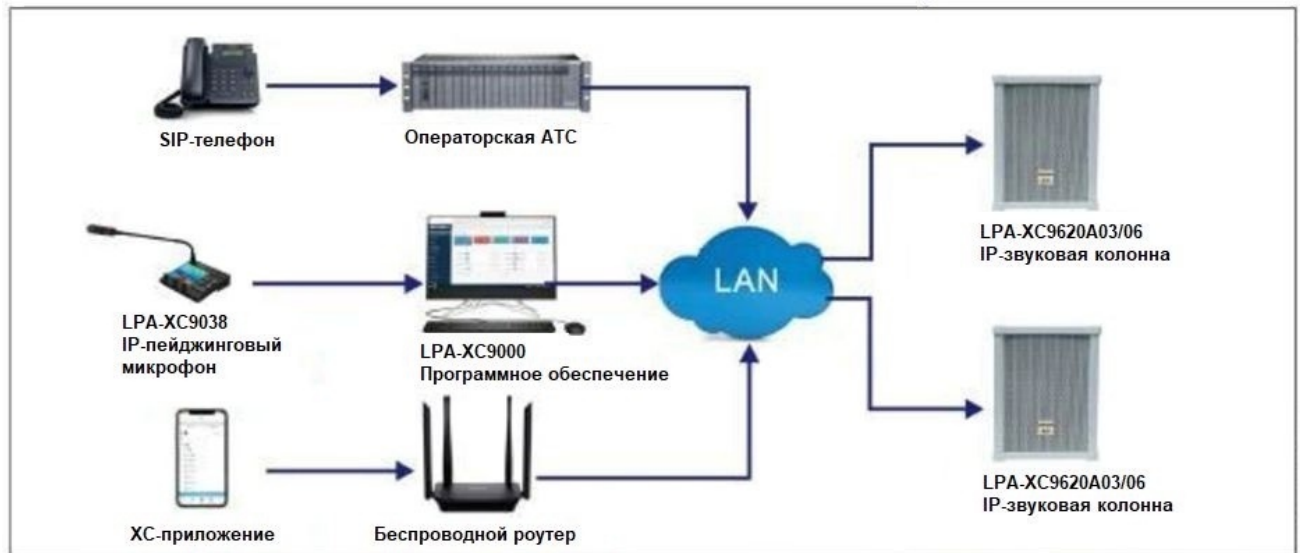 SIP-телефон
Операторская АТС
LPA-XC9620A03/06
IP-звуковая колонна
LPA-XC9038
IP-пейджинговый
микрофон
LPA-XC9000
Программное обеспечение
LAN
XC-приложение
Беспроводной роутер
LPA-XC9620A03/06
IP-звуковая колонна